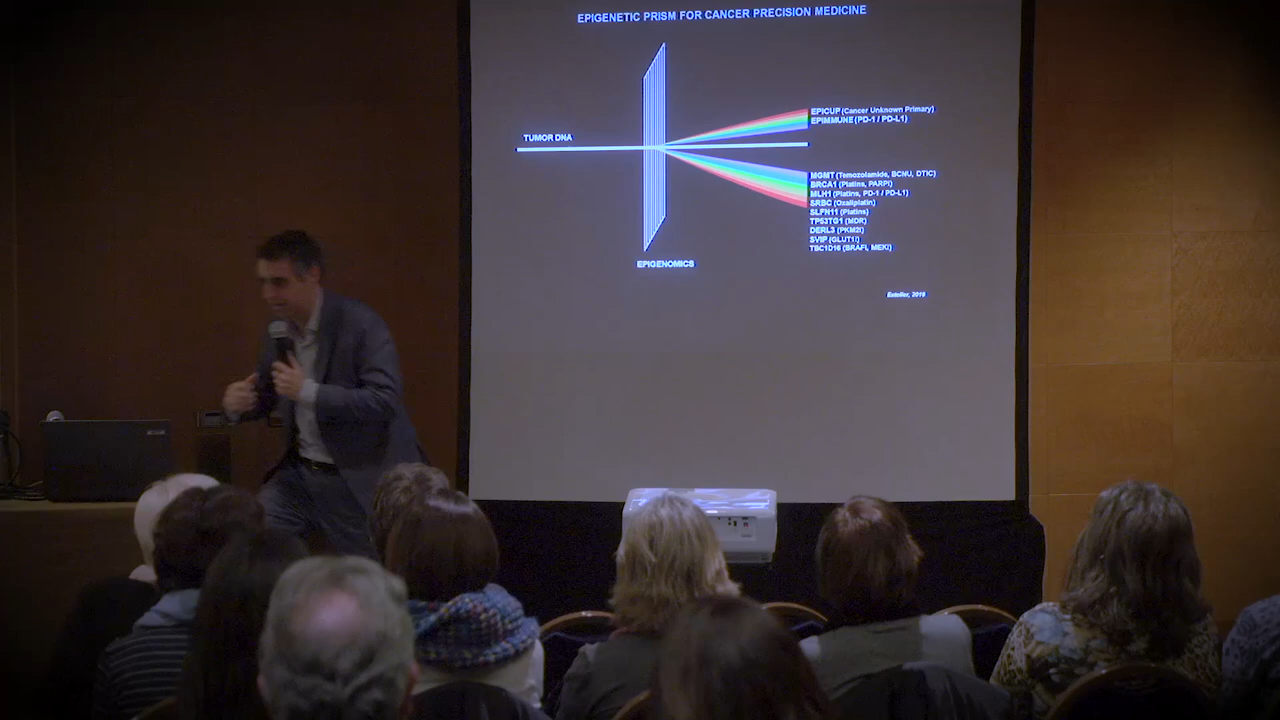 EPIGENETIC PRISM FOR CANCER PRECISION MEDICINE
TUMOR DNA
EPICUP (Cancer Unknown Primary)
EPIMMUNE (PD-1 / PD-L1)
MGMT (Temozolamide, BCNU, DTIC)
BRCA1 (Platins, PARPi)
MLH1 (Platins, PD-1 / PD-L1)
SRBC (Oxaliplatin)
SLFN11 (Platins)
TP53TG1 (MDR)
DERL3 (PKM2i)
SVIP (GLUT1i)
TBC1D16 (BRAFi, MEKi)
EPIGENOMICS
Esteller, 2018